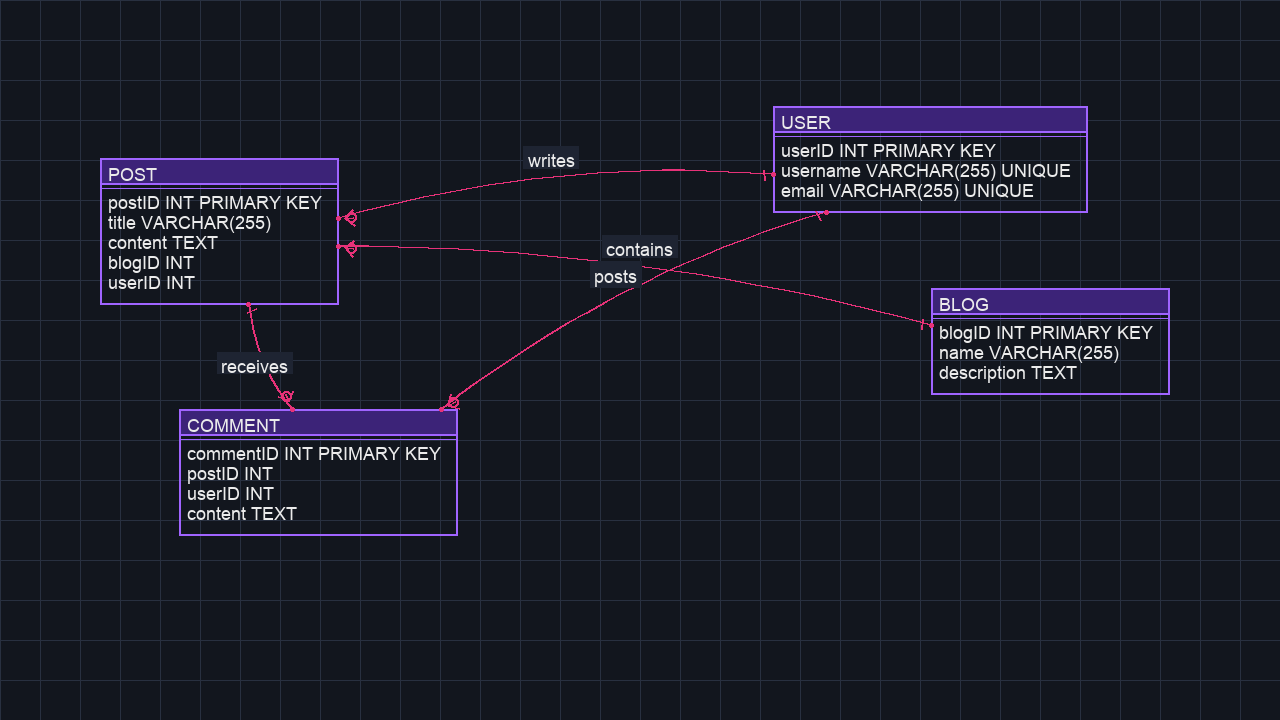 USER
userID INT PRIMARY KEY
username VARCHAR(255) UNIQUE
email VARCHAR(255) UNIQUE
writes
POST
postID INT PRIMARY KEY
title VARCHAR(255)
content TEXT
blogID INT
userID INT
contains
posts
BLOG
blogID INT PRIMARY KEY
name VARCHAR(255)
description TEXT
receives
COMMENT
commentID INT PRIMARY KEY
postID INT
userID INT
content TEXT